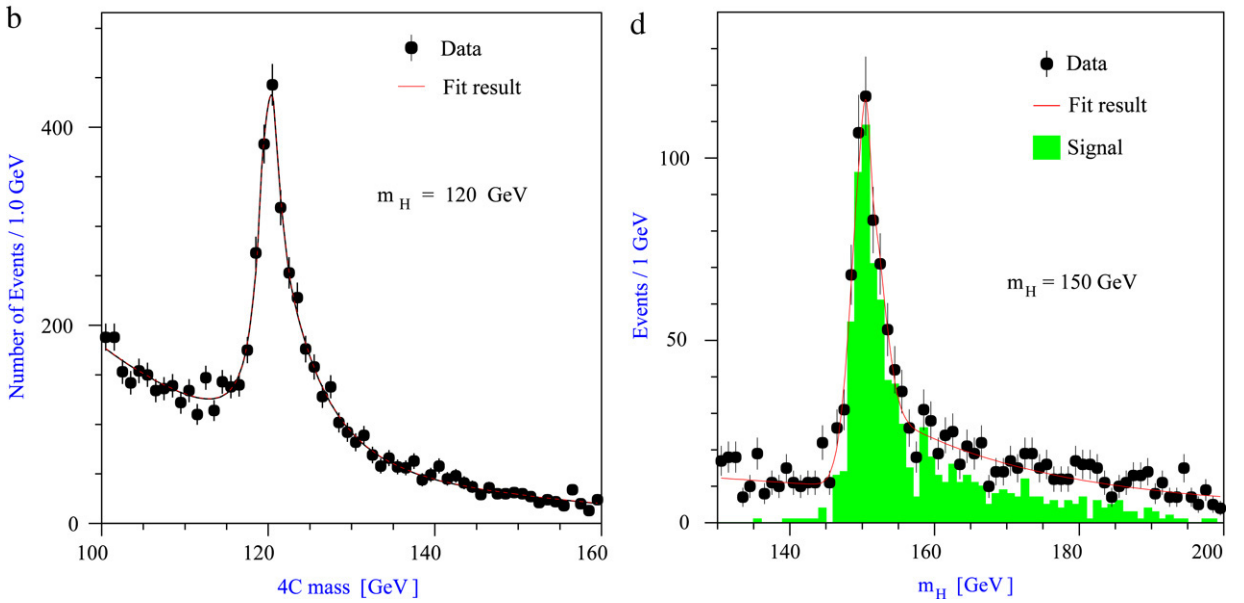 b
Data
Fit result
m H = 120 GeV
Number of Events / 1.0 GeV
400
200
0
100
120
140
160
4C mass [GeV]
d
Data
Fit result
Signal
m H = 150 GeV
Events / 1 GeV
100
50
0
140
160
180
200
m H [GeV]